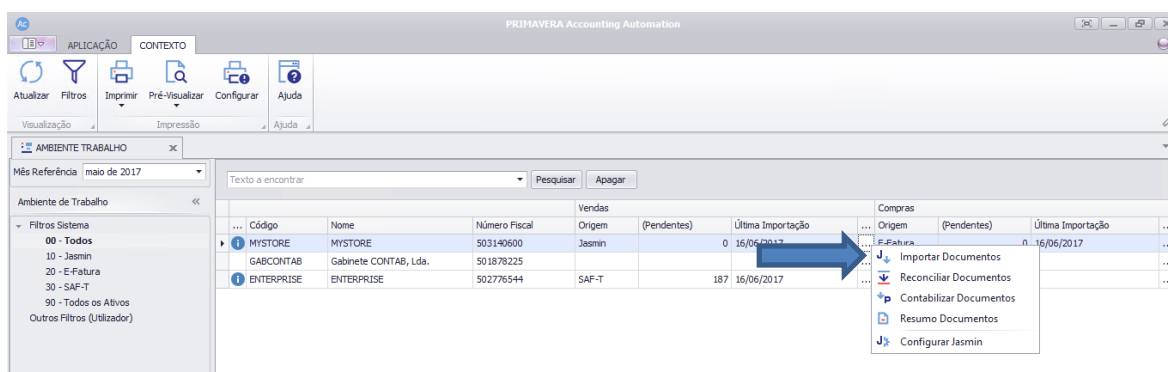 Ac PRIMAVERA Accounting Automation
APLICAÇÃO CONTEXTO
Atualizar Filtros Imprimir Pré-Visualizar Configurar Ajuda
Visualização Impressão Ajuda
AMBIENTE TRABALHO
Mês Referência maio de 2017
Texto a encontrar Pesquisar Apagar
Ambiente de Trabalho
Vendas Compras
... Código Nome Número Fiscal Origem (Pendentes) Última Importação ... Origem (Pendentes) Última Importação ...
Filtros Sistema
00 - Todos
10 - Jasmin
20 - E-Fatura
30 - SAF-T
90 - Todos os Ativos
Outros Filtros (Utilizador)
MYSTORE MYSTORE 503140600 Jasmin 0 16/06/2017 ... E-Fatura 0 16/06/2017 ...
GABCONTAB Gabinete CONTAB, Lda. 501878225 ...
ENTERPRISE ENTERPRISE 502776544 SAF-T 187 16/06/2017 ... ...
Importar Documentos
Reconciliar Documentos
Contabilizar Documentos
Resumo Documentos
Configurar Jasmin